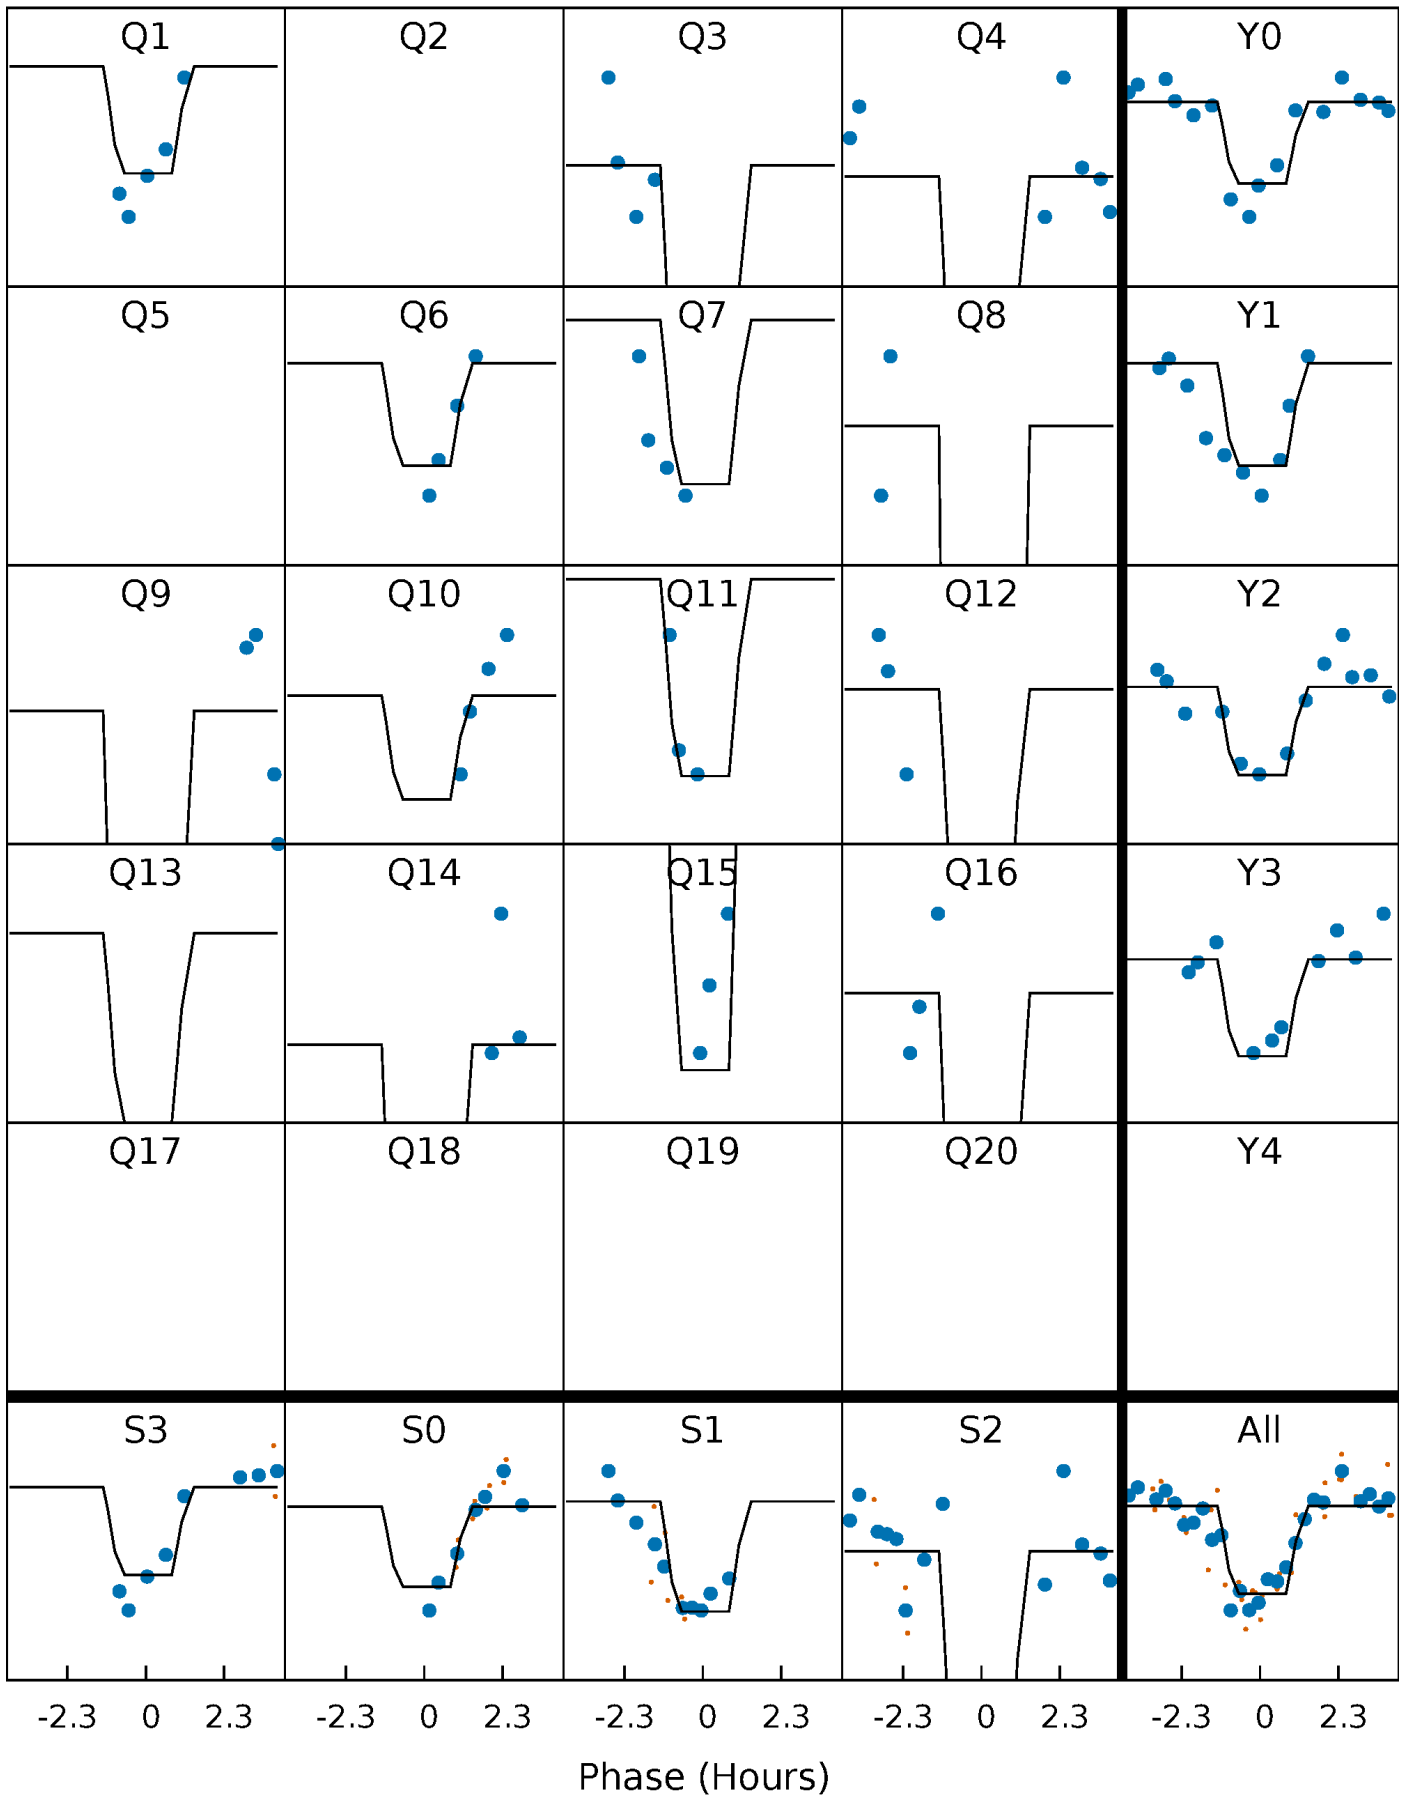 Q1 Q2 Q3 Q4 Y0
Q5 Q6 Q7 Q8 Y1
Q9 Q10 Q11 Q12 Y2
Q13 Q14 Q15 Q16 Y3
Q17 Q18 Q19 Q20 Y4
S3 S0 S1 S2 All
-2.3 0 2.3 -2.3 0 2.3 -2.3 0 2.3 -2.3 0 2.3 -2.3 0 2.3
Phase (Hours)